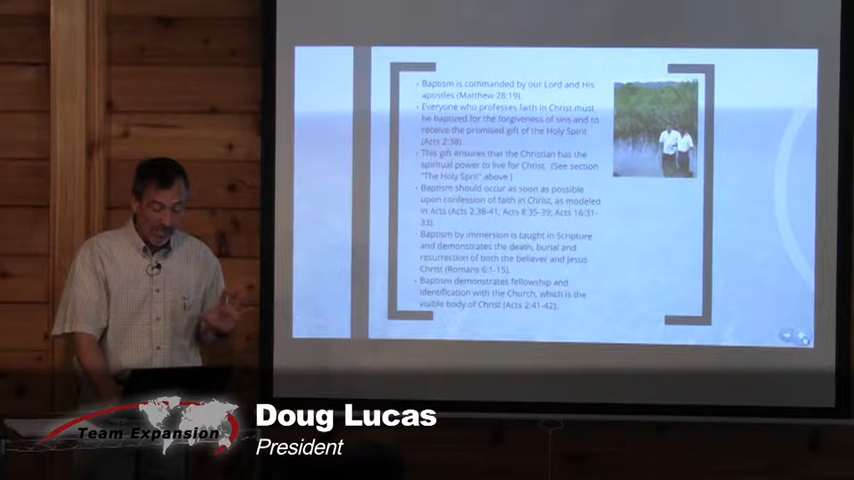 - Baptism is commanded by our Lord and His
apostles (Matthew 28:19).
- Everyone who professes faith in Christ must
be baptized for the forgiveness of sins and to
receive the promised gift of the Holy Spirit
(Acts 2:38).
- This gift ensures that the Christian has the
spiritual power to live for Christ. (See section
"The Holy Spirit" above.)
- Baptism should occur as soon as possible
upon confession of faith in Christ, as modeled
in Acts (Acts 2:38-41, Acts 8:35-39; Acts 16:31-
33).
- Baptism by immersion is taught in Scripture
and demonstrates the death, burial and
resurrection of both the believer and Jesus
Christ (Romans 6:1-15).
- Baptism demonstrates fellowship and
identification with the Church, which is the
visible body of Christ (Acts 2:41-42).
Team Expansion
Doug Lucas
President